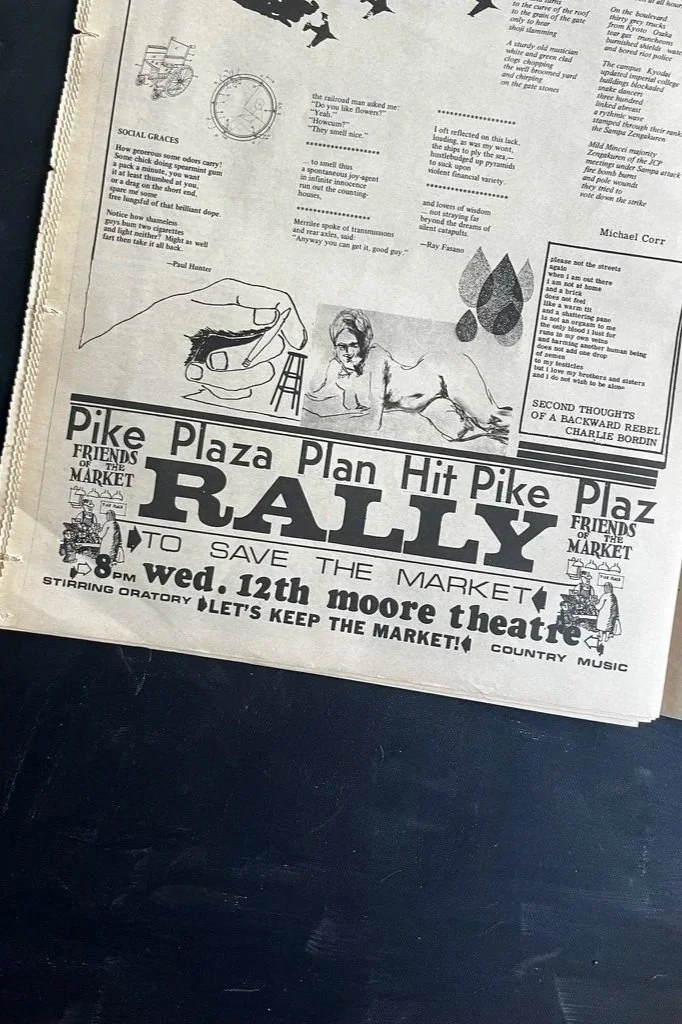 to the curve of the roof
to the grain of the gate
only to hear
shoji slamming
A sturdy old musician
white and green clad
clogs chopping
the well broomed yard
and chirping
on the gate stones
On the boulevard
thirty grey trucks
from Kyoto Osaka
tear gas truncheons
burnished shields
and bored riot police
The campus Kyodai
updated imperial college
buildings blockaded
snake dancers
three hundred
linked abreast
a rythmic wave
stamped through their rank
the Sampa Zengakuren
Mild Mincei majority
Zengakuren of the JCP
meetings under Sampa attack
fire bomb burns
and pole wounds
they tried to
vote down the strike
Michael Corr
SOCIAL GRACES
How generous some odors carry!
Some chick doing spearmint gum
a pack a minute, you want
it at least thimbed at you,
or a drag on the short end,
spare me some
free lungsful of that brilliant dope.
Notice how shameless
guys bum two cigarettes
and light neither? Might as well
fart then take it all back.
—Paul Hunter
the railroad man asked me:
"Do you like flowers?"
"Yeah."
"Howcum?"
"They smell nice."
... to smell thus
a spontaneous joy-agent
in infinite innocence
run out the counting-
houses,
Merrilee spoke of transmissions
and rear axles, said:
"Anyway you can get it, good guy."
I oft reflected on this lack,
loading, as was my wont,
the ships to ply the sea,—
hustlebudged up pyramids
to suck upon
violent financial variety
and lovers of wisdom
... not straying far
beyond the dreams of
silent catapults.
—Ray Fasano
please not the streets
again
when i am out there
i am not at home
and a brick
does not feel
like a warm tit
and a shattering pane
is not an orgasm to me
the only blood i lust for
runs in my own veins
and harming another human being
does not add one drop
of semen
to my testicles
but i love my brothers and sisters
and i do not wish to be alone
SECOND THOUGHTS
OF A BACKWARD REBEL
CHARLIE BORDIN
Pike Plaza Plan Hit Pike Plaz
FRIENDS
OF THE
MARKET
RALLY
FRIENDS
OF THE
MARKET
TO SAVE THE MARKET
8 PM wed. 12th moore theatre
STIRRING ORATORY LET'S KEEP THE MARKET! COUNTRY MUSIC